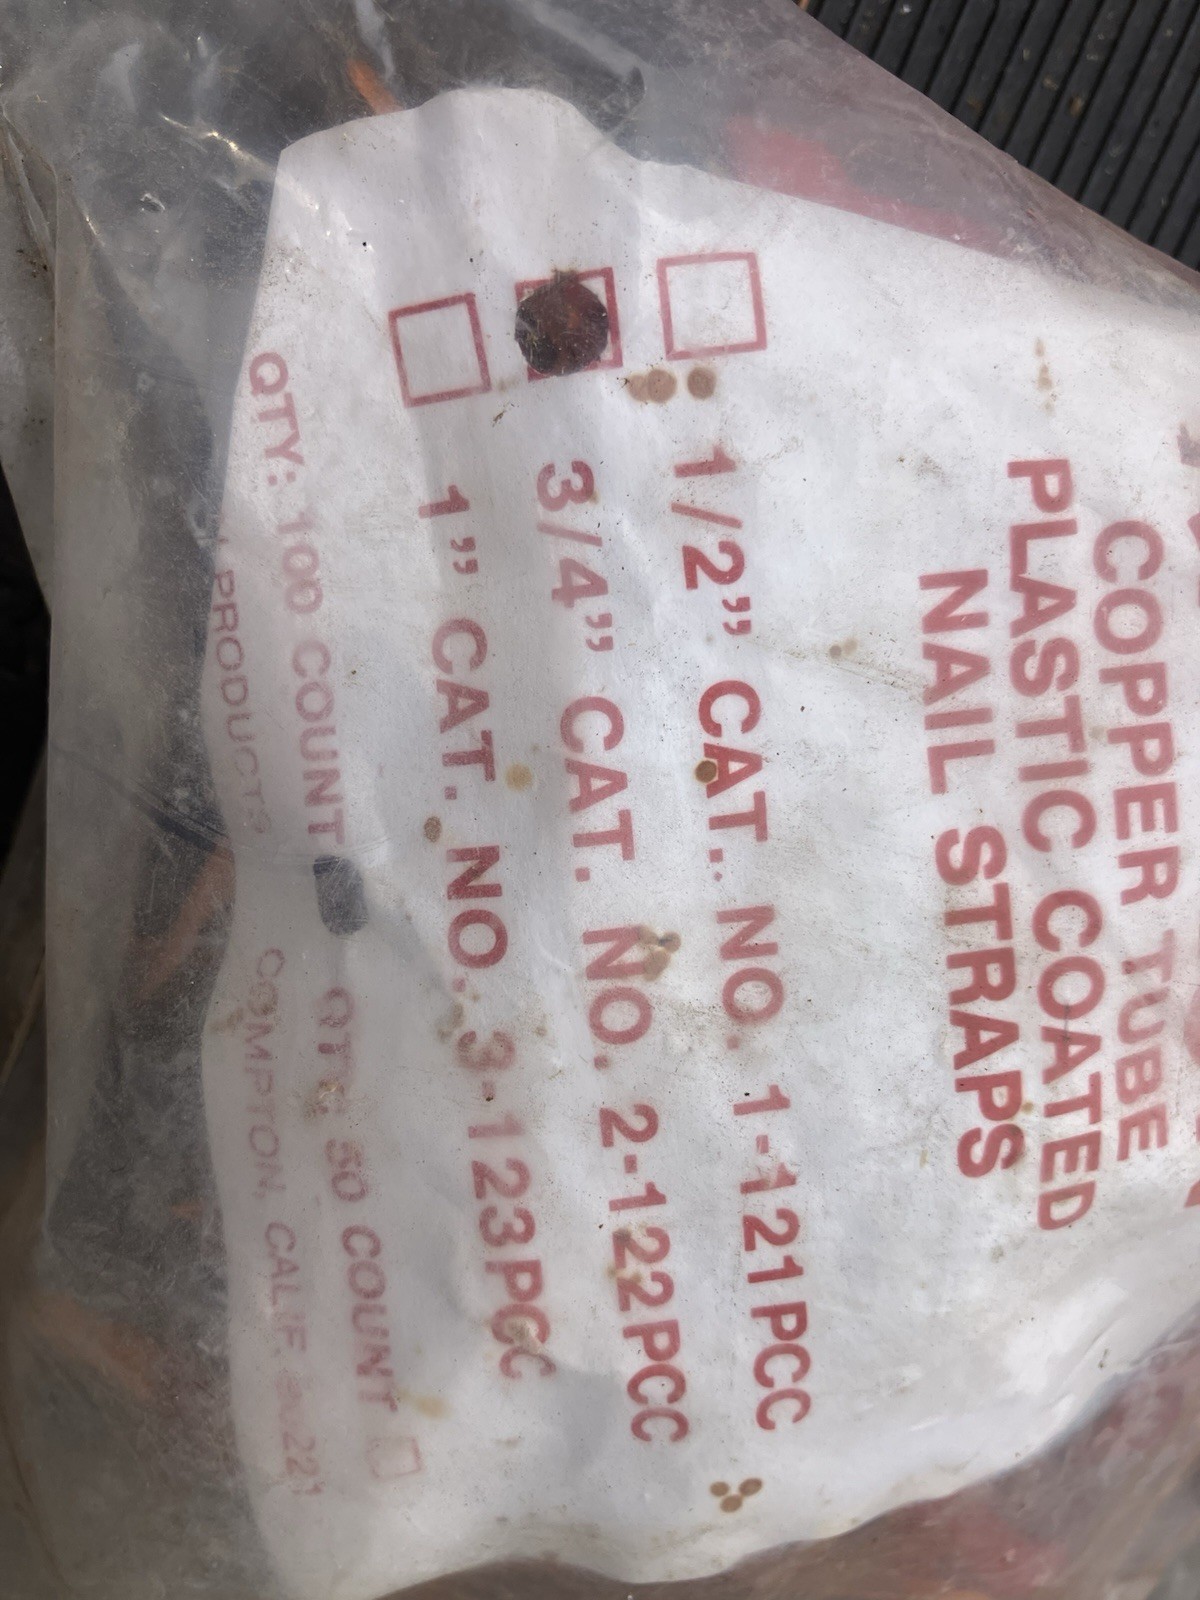 COPPER TUBE
PLASTIC COATED
NAIL STRAPS
1/2” CAT.. NO. 1-121PCC
3/4” CAT. NO. 2-122PCC
1” CAT. NO. 3-123PCC
QTY: 100 COUNT QTY: 50 COUNT
PRODUCTS COMPTON, CALIF. 90221